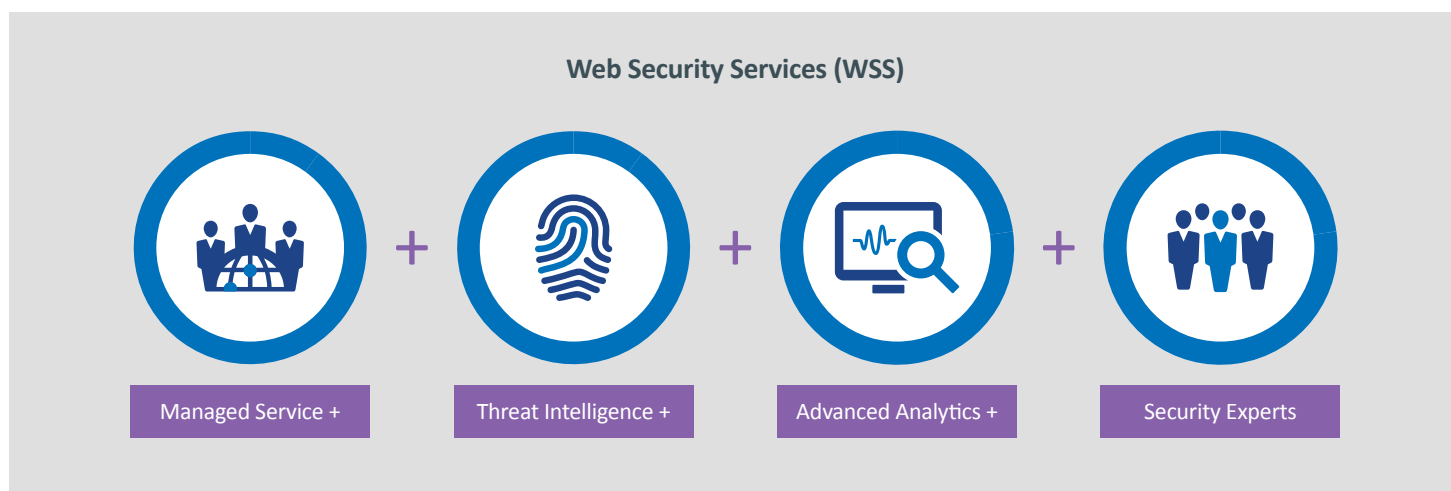 Web Security Services (WSS)
+ + +
Managed Service +
Threat Intelligence +
Advanced Analytics +
Security Experts